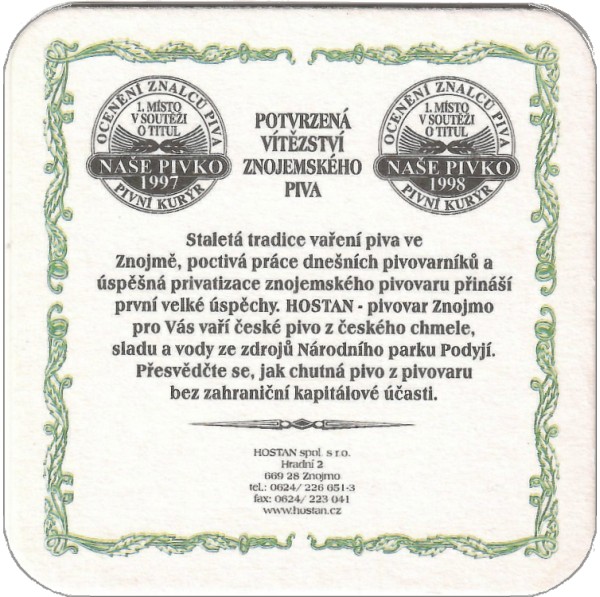 OCENĚNÍ ZNALCŮ PIVA
1. MÍSTO
V SOUTĚŽI
O TITUL
NAŠE PIVKO
1997
PIVNÍ KURÝR
POTVRZENÁ
VÍTĚZSTVÍ
ZNOJEMSKÉHO
PIVA
OCENĚNÍ ZNALCŮ PIVA
1. MÍSTO
V SOUTĚŽI
O TITUL
NAŠE PIVKO
1998
PIVNÍ KURÝR
Staletá tradice vaření piva ve
Znojmě, poctivá práce dnešních pivovarníků a
úspěšná privatizace znojemského pivovaru přináší
první velké úspěchy. HOSTAN - pivovar Znojmo
pro Vás vaří české pivo z českého chmele,
sladu a vody ze zdrojů Národního parku Podyjí.
Přesvědčte se, jak chutná pivo z pivovaru
bez zahraniční kapitálové účasti.
HOSTAN spol. s r.o.
Hradní 2
669 28 Znojmo
tel.: 0624/ 226 651-3
fax: 0624/ 223 041
www.hostan.cz